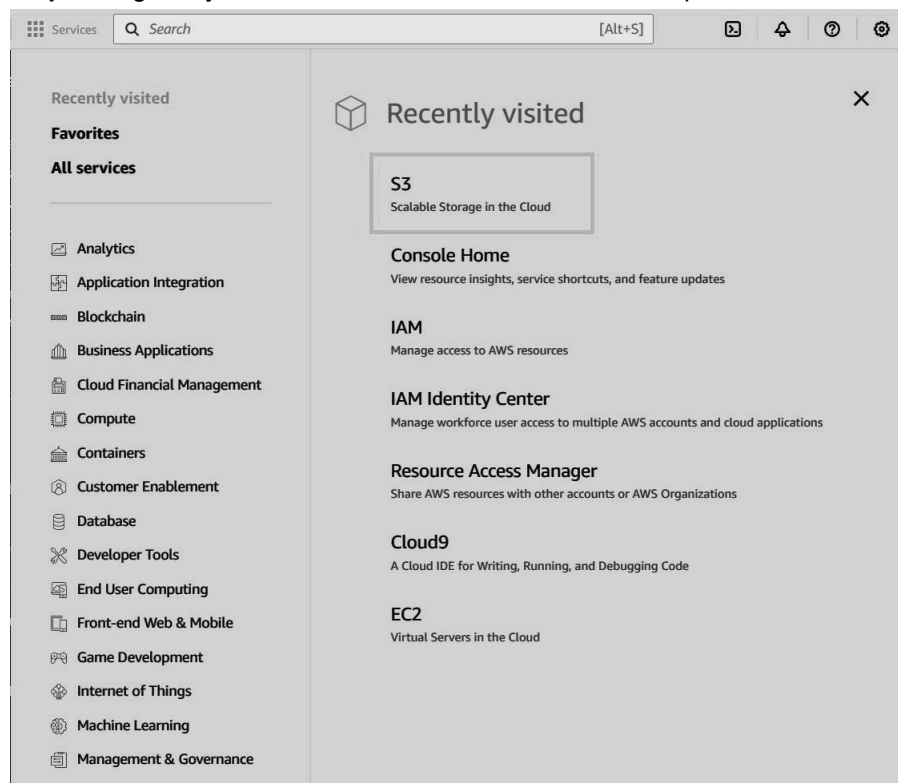 Services
Search
[Alt+S]
Recently visited
Favorites
All services
Analytics
Application Integration
Blockchain
Business Applications
Cloud Financial Management
Compute
Containers
Customer Enablement
Database
Developer Tools
End User Computing
Front-end Web & Mobile
Game Development
Internet of Things
Machine Learning
Management & Governance
Recently visited
S3
Scalable Storage in the Cloud
Console Home
View resource insights, service shortcuts, and feature updates
IAM
Manage access to AWS resources
IAM Identity Center
Manage workforce user access to multiple AWS accounts and cloud applications
Resource Access Manager
Share AWS resources with other accounts or AWS Organizations
Cloud9
A Cloud IDE for Writing, Running, and Debugging Code
EC2
Virtual Servers in the Cloud